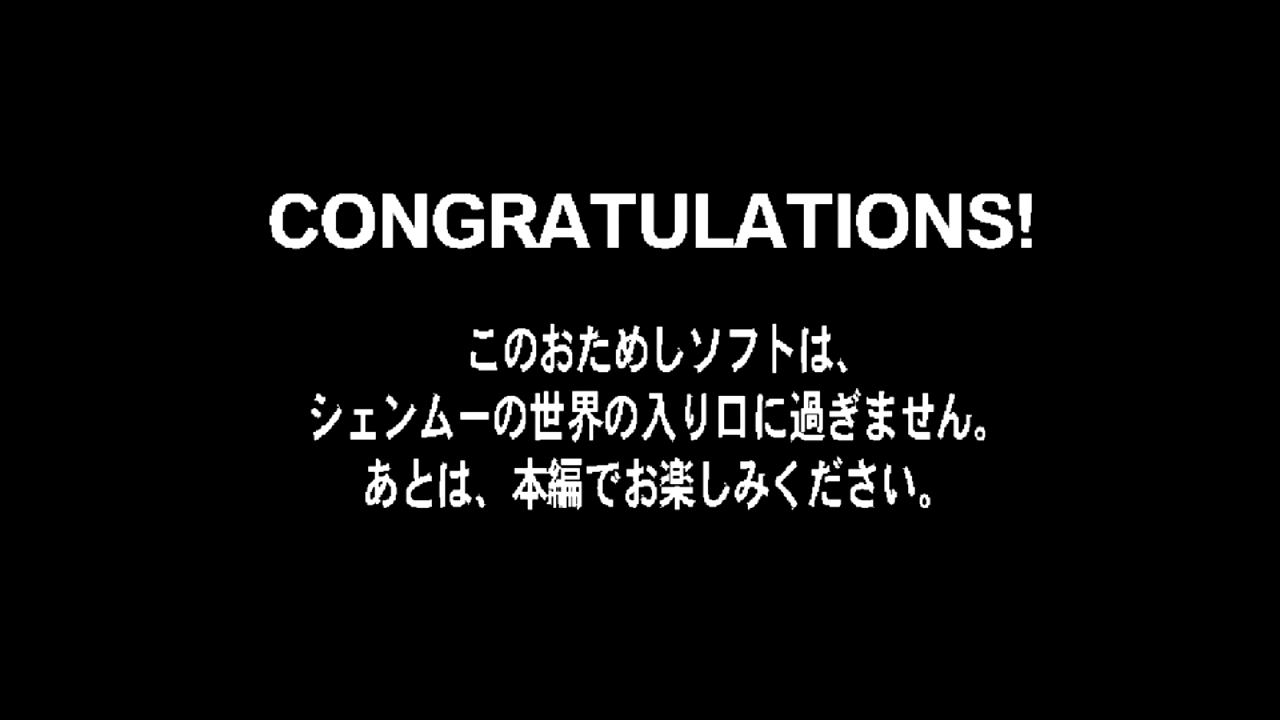 CONGRATULATIONS!
このおためしソフトは、
シェンムーの世界の入り口に過ぎません。
あとは、本編でお楽しみください。